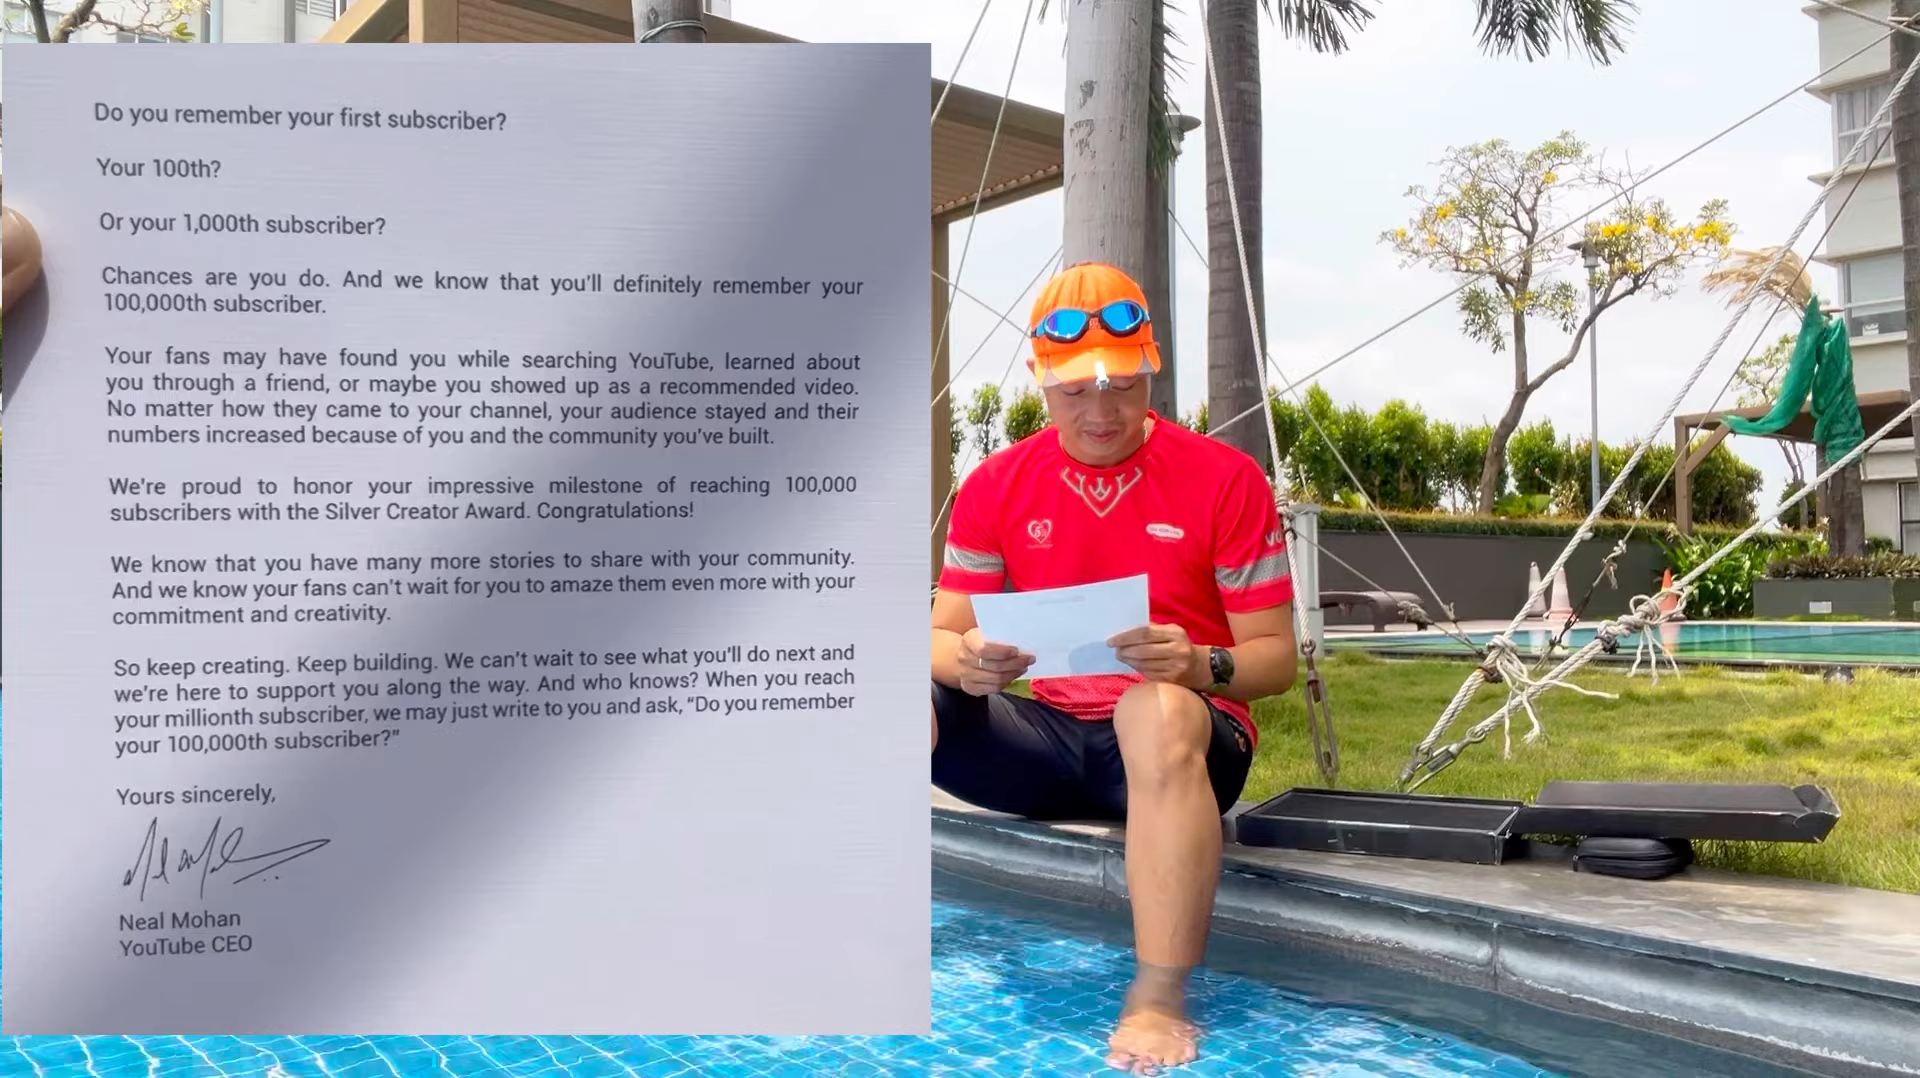 Do you remember your first subscriber?
Your 100th?
Or your 1,000th subscriber?
Chances are you do. And we know that you'll definitely remember your
100,000th subscriber.
Your fans may have found you while searching YouTube, learned about
you through a friend, or maybe you showed up as a recommended video.
No matter how they came to your channel, your audience stayed and their
numbers increased because of you and the community you've built.
We're proud to honor your impressive milestone of reaching 100,000
subscribers with the Silver Creator Award. Congratulations!
We know that you have many more stories to share with your community.
And we know your fans can't wait for you to amaze them even more with your
commitment and creativity.
So keep creating. Keep building. We can't wait to see what you'll do next and
we're here to support you along the way. And who knows? When you reach
your millionth subscriber, we may just write to you and ask, “Do you remember
your 100,000th subscriber?”
Yours sincerely,
Neal Mohan
YouTube CEO